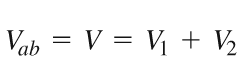 V_ab = V = V_1 + V_2